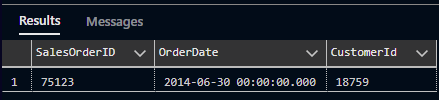 Results Messages
SalesOrderID OrderDate CustomerId
1 75123 2014-06-30 00:00:00.000 18759